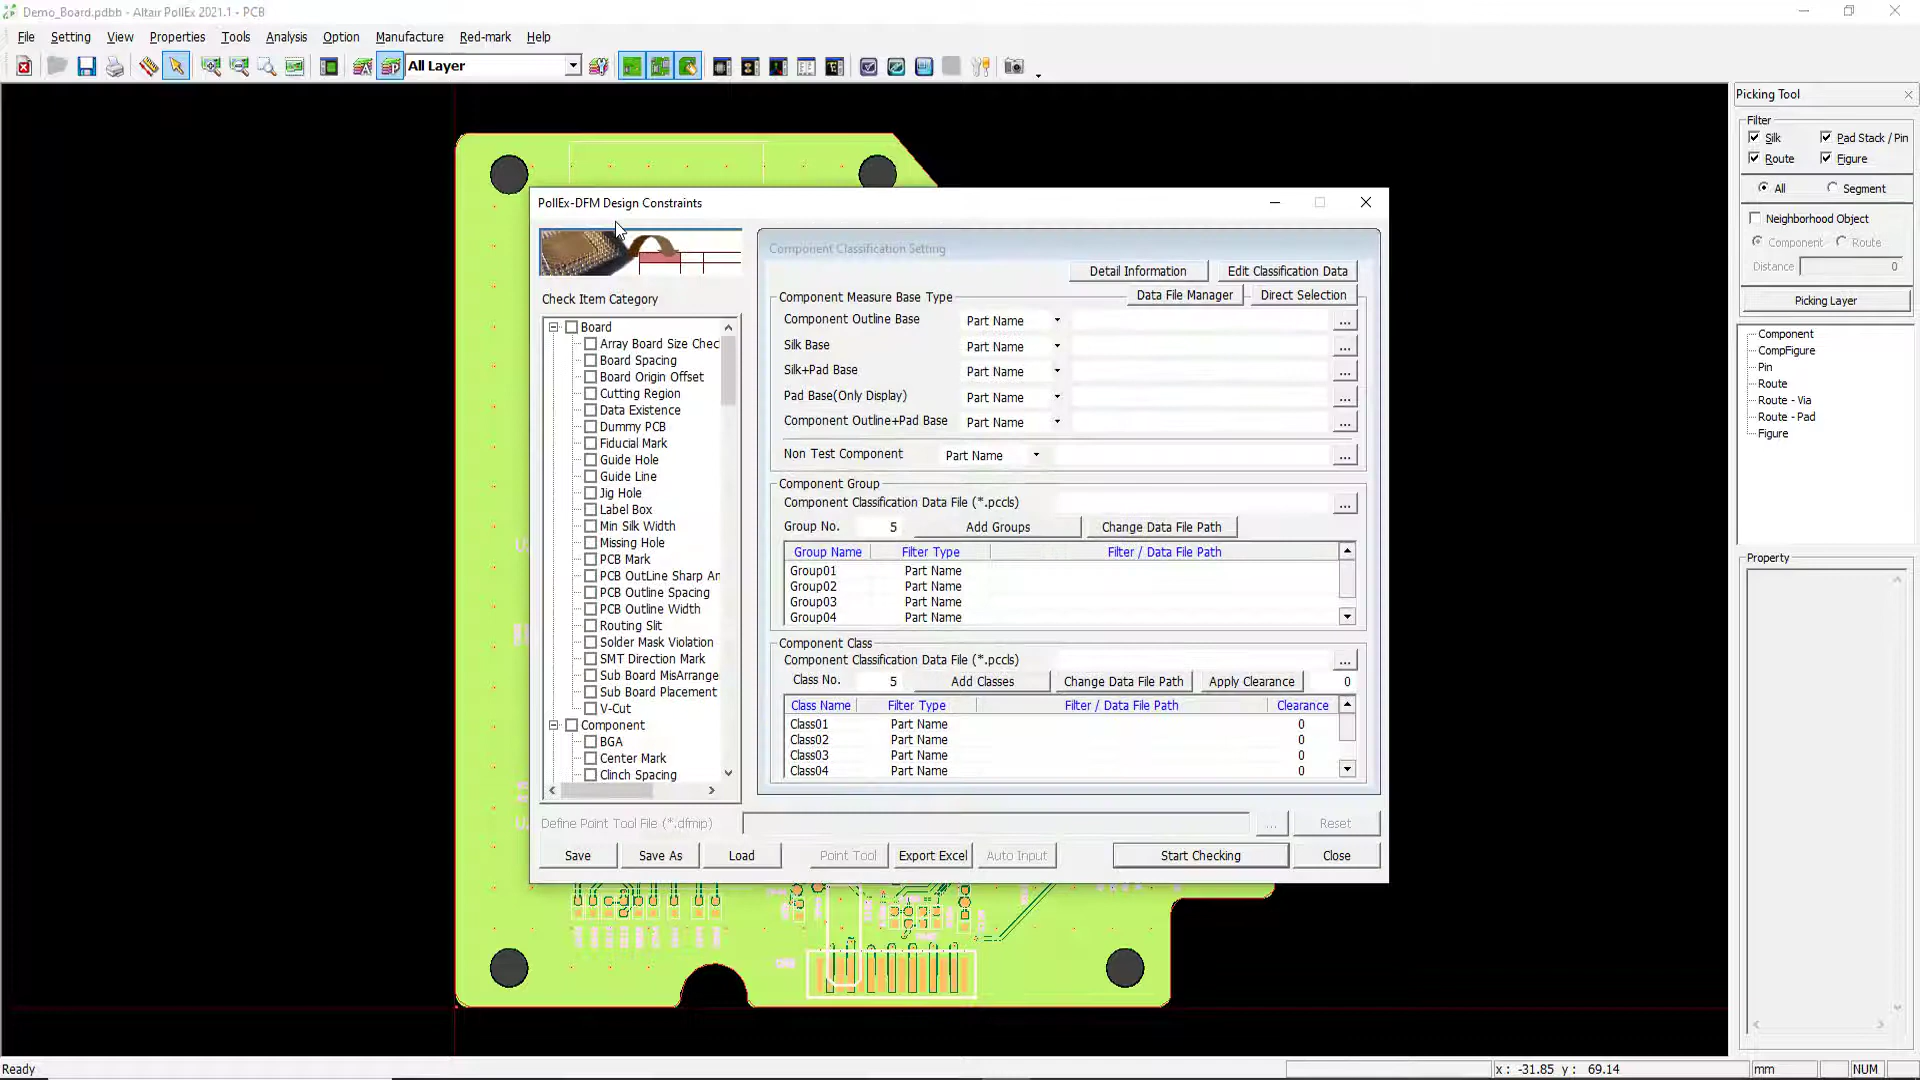 Demo_Board.pdbb - Altair PollEx 2021.1 - PCB
File Setting View Properties Tools Analysis Option Manufacture Red-mark Help
All Layer
Picking Tool
Filter
Silk Pad Stack / Pin
Route Figure
All Segment
Neighborhood Object
Component Route
Distance 0
Picking Layer
Component
CompFigure
Pin
Route
Route - Via
Route - Pad
Figure
Property
PollEx-DFM Design Constraints
Check Item Category
Board
Array Board Size Chec
Board Spacing
Board Origin Offset
Cutting Region
Data Existence
Dummy PCB
Fiducial Mark
Guide Hole
Guide Line
Jig Hole
Label Box
Min Silk Width
Missing Hole
PCB Mark
PCB OutLine Sharp An
PCB Outline Spacing
PCB Outline Width
Routing Slit
Solder Mask Violation
SMT Direction Mark
Sub Board MisArrange
Sub Board Placement
V-Cut
Component
BGA
Center Mark
Clinch Spacing
Component Classification Setting
Detail Information Edit Classification Data
Component Measure Base Type Data File Manager Direct Selection
Component Outline Base Part Name ...
Silk Base Part Name ...
Silk+Pad Base Part Name ...
Pad Base(Only Display) Part Name ...
Component Outline+Pad Base Part Name ...
Non Test Component Part Name ...
Component Group
Component Classification Data File (*.pccls) ...
Group No. 5 Add Groups Change Data File Path
Group Name Filter Type Filter / Data File Path
Group01 Part Name
Group02 Part Name
Group03 Part Name
Group04 Part Name
Component Class
Component Classification Data File (*.pccls) ...
Class No. 5 Add Classes Change Data File Path Apply Clearance 0
Class Name Filter Type Filter / Data File Path Clearance
Class01 Part Name 0
Class02 Part Name 0
Class03 Part Name 0
Class04 Part Name 0
Define Point Tool File (*.dfmip) ... Reset
Save Save As Load Point Tool Export Excel Auto Input Start Checking Close
Ready x : -31.85 y : 69.14 mm NUM